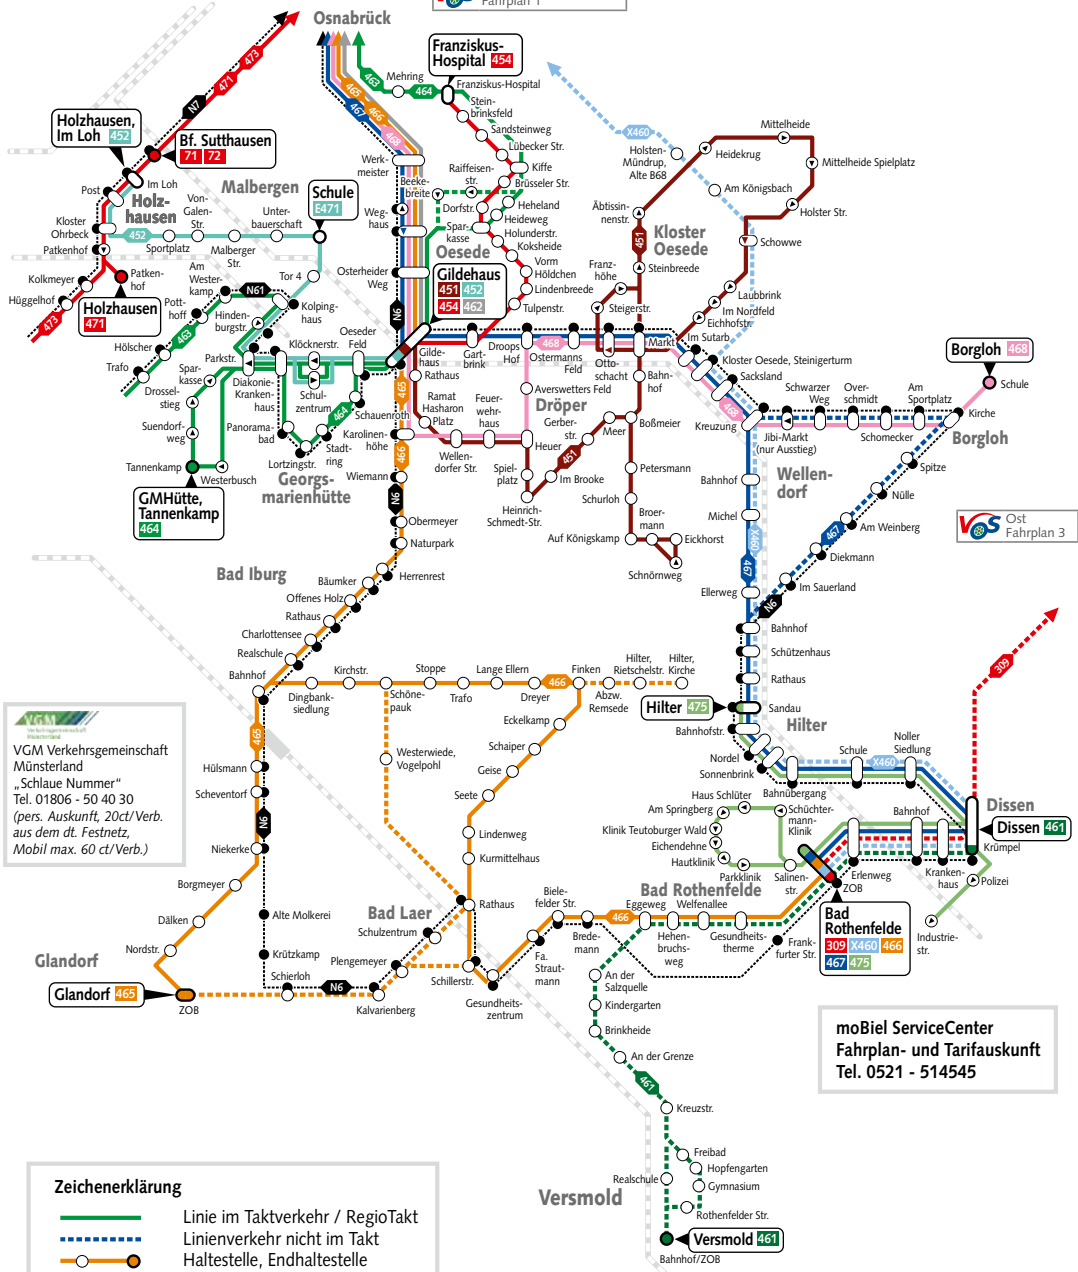 VOS Fahrplan 1
Osnabrück
Franziskus-
Hospital 454
463
Mehring
464
Franziskus-Hospital
Stein-
brinksfeld
Sandsteinweg
Lübecker Str.
Kiffe
Brüsseler Str.
Raiffeisen-
str.
Beeke-
breite
Dorfstr.
Heheland
Heideweg
Holunderstr.
Spar-
kasse
Koksheide
Vorm
Höldchen
Lindenbreede
Tulpenstr.
465
466
467
468
Werk-
meister
Weg-
haus
Osterheider
Weg
Oesede
Gildehaus
451 452
454 462
N6
473
471
N7
Holzhausen,
Im Loh 452
Bf. Sutthausen
71 72
Im Loh
Post
Holz-
hausen
Kloster
Ohrbeck
Patkenhof
452
Sportplatz
Von-
Galen-
Str.
Malberger
Str.
Unter-
bauerschaft
Malbergen
Schule
E471
Tor 4
Kolkmeyer
Hüggelhof
473
Patken-
hof
Holzhausen
471
Am
Wester-
kamp
N61
Kolping-
haus
Pott-
hoff
Hinden-
burgstr.
463
Hölscher
Trafo
Parkstr.
Klöcknerstr.
Oeseder
Feld
Spar-
kasse
Drossel-
stieg
Diakonie-
Kranken-
haus
Schul-
zentrum
464
Suendorf-
weg
Panorama-
bad
Stadt-
ring
Lortzingstr.
Tannenkamp
Westerbusch
GMHütte,
Tannenkamp
464
Georgs-
marienhütte
Schauenroth
Karolinen-
höhe
465
466
Wiemann
N6
Obermeyer
Naturpark
Herrenrest
Gilde-
haus
Rathaus
Gart-
brink
Droops
Hof
468
Ostermanns
Feld
Otto-
schacht
Markt
Ramat
Hasharon
Platz
Feuer-
wehr-
haus
Averswetters
Feld
Dröper
Wellen-
dorfer Str.
Heuer
Spiel-
platz
Heinrich-
Schmedt-Str.
Im Brooke
451
Gerber-
str.
Meer
Bahn-
hof
Boßmeier
Petersmann
Schurloh
Broer-
mann
Auf Königskamp
Eickhorst
Schnörnweg
X460
Holsten-
Mündrup,
Alte B68
Heidekrug
Mittelheide
Mittelheide Spielplatz
Am Königsbach
Holster Str.
Schowwe
Äbtissin-
nenstr.
Kloster
Oesede
451
Steinbreede
Franz-
höhe
Steigerstr.
Laubbrink
Im Nordfeld
Eichhofstr.
Im Sutarb
Kloster Oesede, Steinigerturm
Sacksland
468
Kreuzung
Jibi-Markt
(nur Ausstieg)
Schwarzer
Weg
Over-
schmidt
Schomecker
Am
Sportplatz
Kirche
Schule
Borgloh 468
Borgloh
Spitze
Nülle
Am Weinberg
467
Diekmann
Im Sauerland
N6
Wellen-
dorf
Bahnhof
Michel
X460
467
Ellerweg
Bahnhof
Schützenhaus
Rathaus
Sandau
Hilter 475
Hilter
Bahnhofstr.
Nordel
Sonnenbrink
Bahnübergang
Schule
X460
Noller
Siedlung
VOS Ost
Fahrplan 3
309
Bad Iburg
Bäumker
Offenes Holz
Rathaus
Charlottensee
Realschule
Bahnhof
Dingbank-
siedlung
Kirchstr.
Schöne-
pauk
Stoppe
Trafo
Lange Ellern
Dreyer
466
Finken
Abzw.
Remsede
Hilter,
Rietschelstr.
Hilter,
Kirche
Eckelkamp
Schaiper
Geise
Seete
Lindenweg
Kurmittelhaus
Rathaus
Westerwiede,
Vogelpohl
465
Hülsmann
Scheventorf
N6
Niekerke
Borgmeyer
Dälken
Nordstr.
Glandorf
Glandorf 465
ZOB
Alte Molkerei
Krützkamp
Schierloh
N6
Kalvarienberg
Plengemeyer
Schulzentrum
Bad Laer
Schillerstr.
Gesundheits-
zentrum
Fa.
Straut-
mann
Biele-
felder Str.
Brede-
mann
466
Eggeweg
Hehen-
bruchs-
weg
Welfenallee
Gesundheits-
therme
Frank-
furter Str.
Bad Rothenfelde
Haus Schlüter
Am Springberg
Klinik Teutoburger Wald
Eichendehne
Hautklinik
Parkklinik
Schüchter-
mann-
Klinik
Salinen-
str.
ZOB
Erlenweg
Bahnhof
Kranken-
haus
Krümpel
Dissen
Dissen 461
Polizei
Industrie-
str.
Bad
Rothenfelde
309 X460 466
467 475
An der
Salzquelle
Kindergarten
Brinkheide
An der Grenze
461
Kreuzstr.
Freibad
Hopfengarten
Gymnasium
Realschule
Rothenfelder Str.
Versmold
Versmold 461
Bahnhof/ZOB
VGM Verkehrsgemeinschaft
Münsterland
VGM Verkehrsgemeinschaft
Münsterland
„Schlaue Nummer“
Tel. 01806 - 50 40 30
(pers. Auskunft, 20ct/Verb.
aus dem dt. Festnetz,
Mobil max. 60 ct/Verb.)
moBiel ServiceCenter
Fahrplan- und Tarifauskunft
Tel. 0521 - 514545
Zeichenerklärung
Linie im Taktverkehr / RegioTakt
Linienverkehr nicht im Takt
Haltestelle, Endhaltestelle